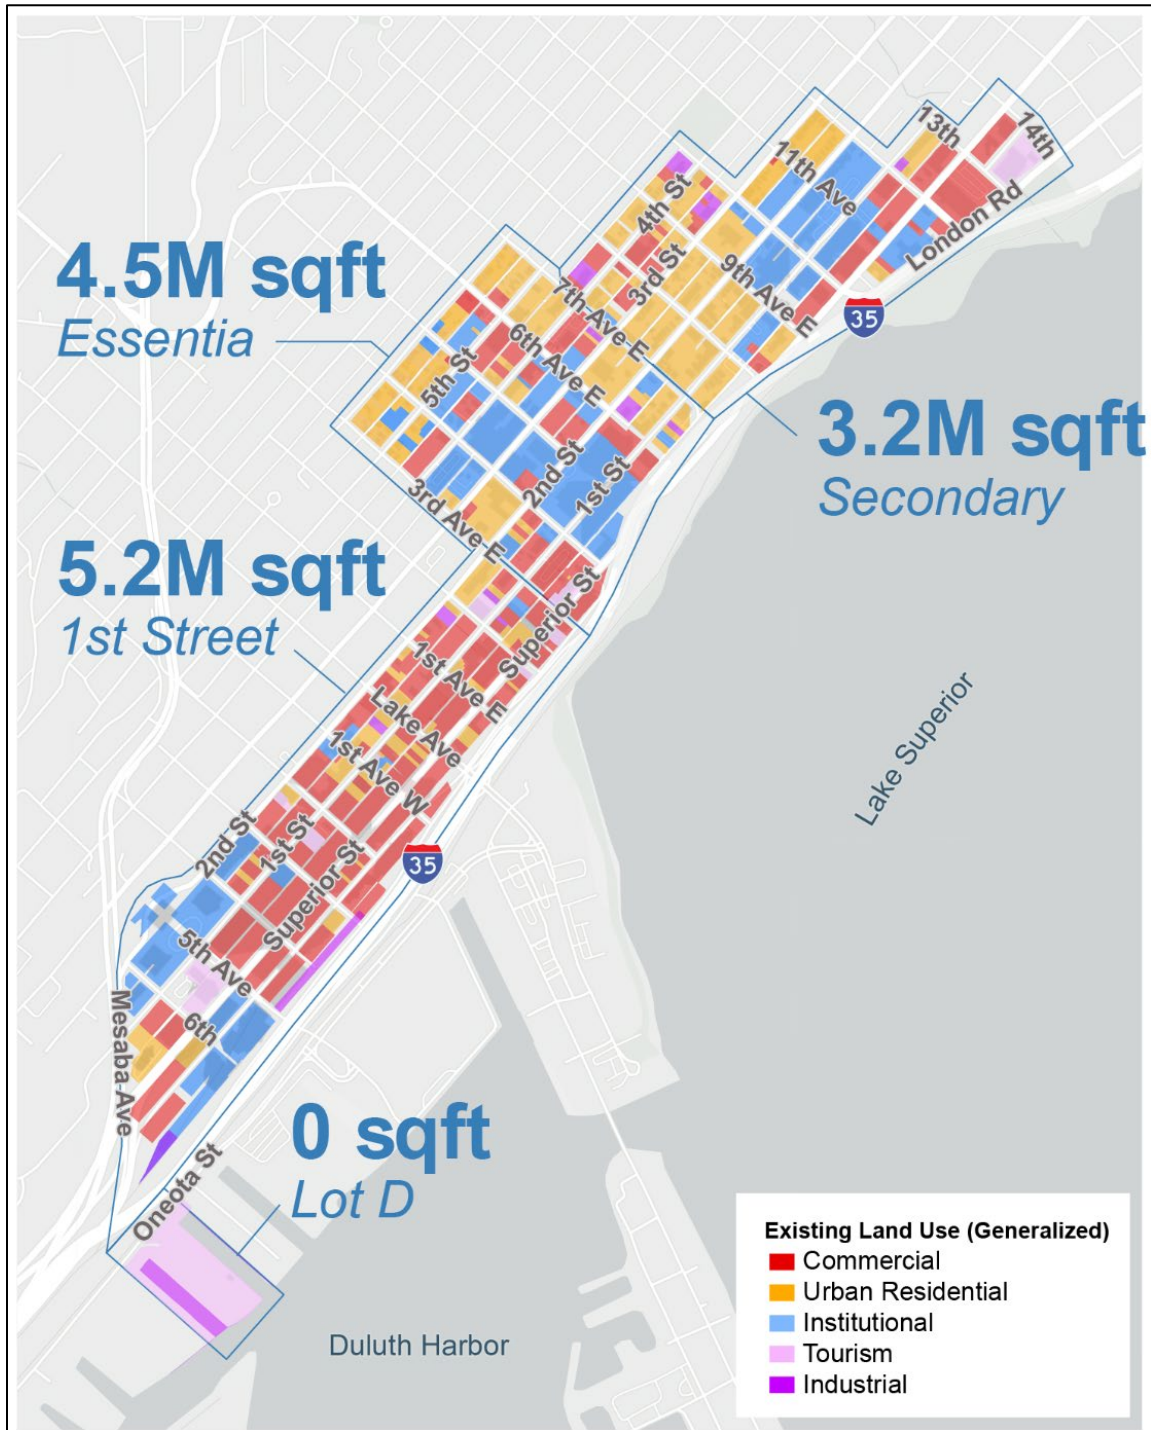 14th
13th
11th Ave
London Rd
4th St
3rd St
9th Ave E
35
4.5M sqft
Essentia
7th Ave E
6th Ave E
5th St
3.2M sqft
Secondary
2nd St
1st St
3rd Ave E
5.2M sqft
1st Street
Superior St
1st Ave E
Lake Ave
1st Ave W
Lake Superior
2nd St
1st St
Superior St
35
5th Ave
6th
Mesaba Ave
0 sqft
Lot D
Oneota St
Duluth Harbor
Existing Land Use (Generalized)
Commercial
Urban Residential
Institutional
Tourism
Industrial